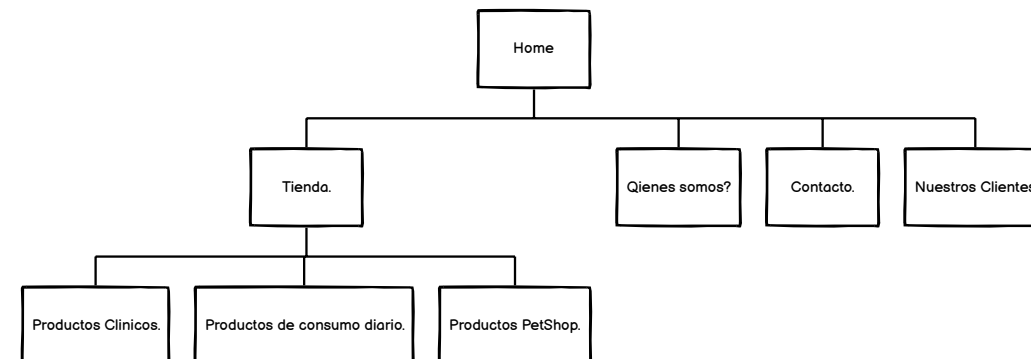 Home
Tienda.
Qienes somos?
Contacto.
Nuestros Clientes
Productos Clinicos.
Productos de consumo diario.
Productos PetShop.